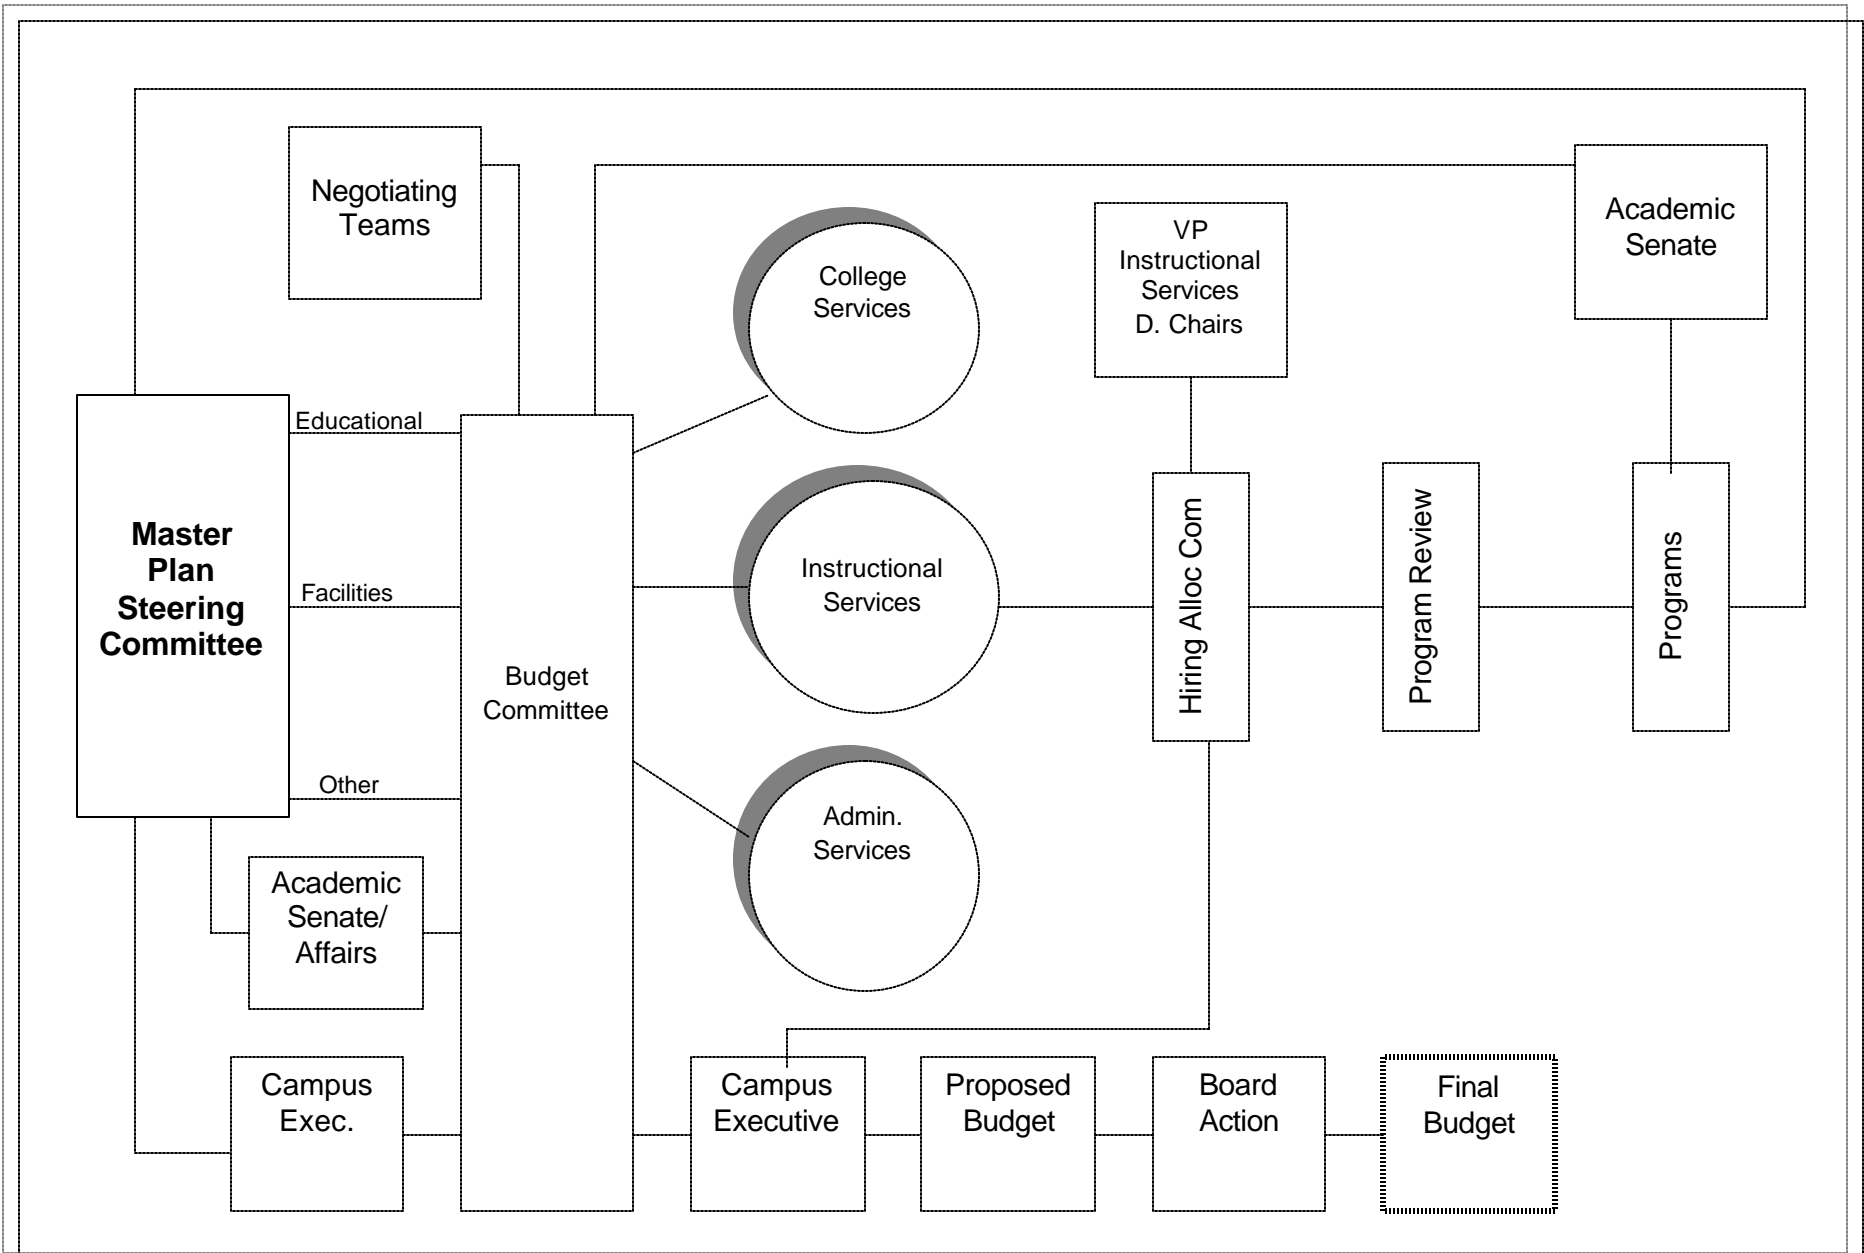 Negotiating
Teams
College
Services
VP
Instructional
Services
D. Chairs
Academic
Senate
Educational
Master
Plan
Steering
Committee
Facilities
Other
Budget
Committee
Instructional
Services
Hiring Alloc Com
Program Review
Programs
Admin.
Services
Academic
Senate/
Affairs
Campus
Exec.
Campus
Executive
Proposed
Budget
Board
Action
Final
Budget